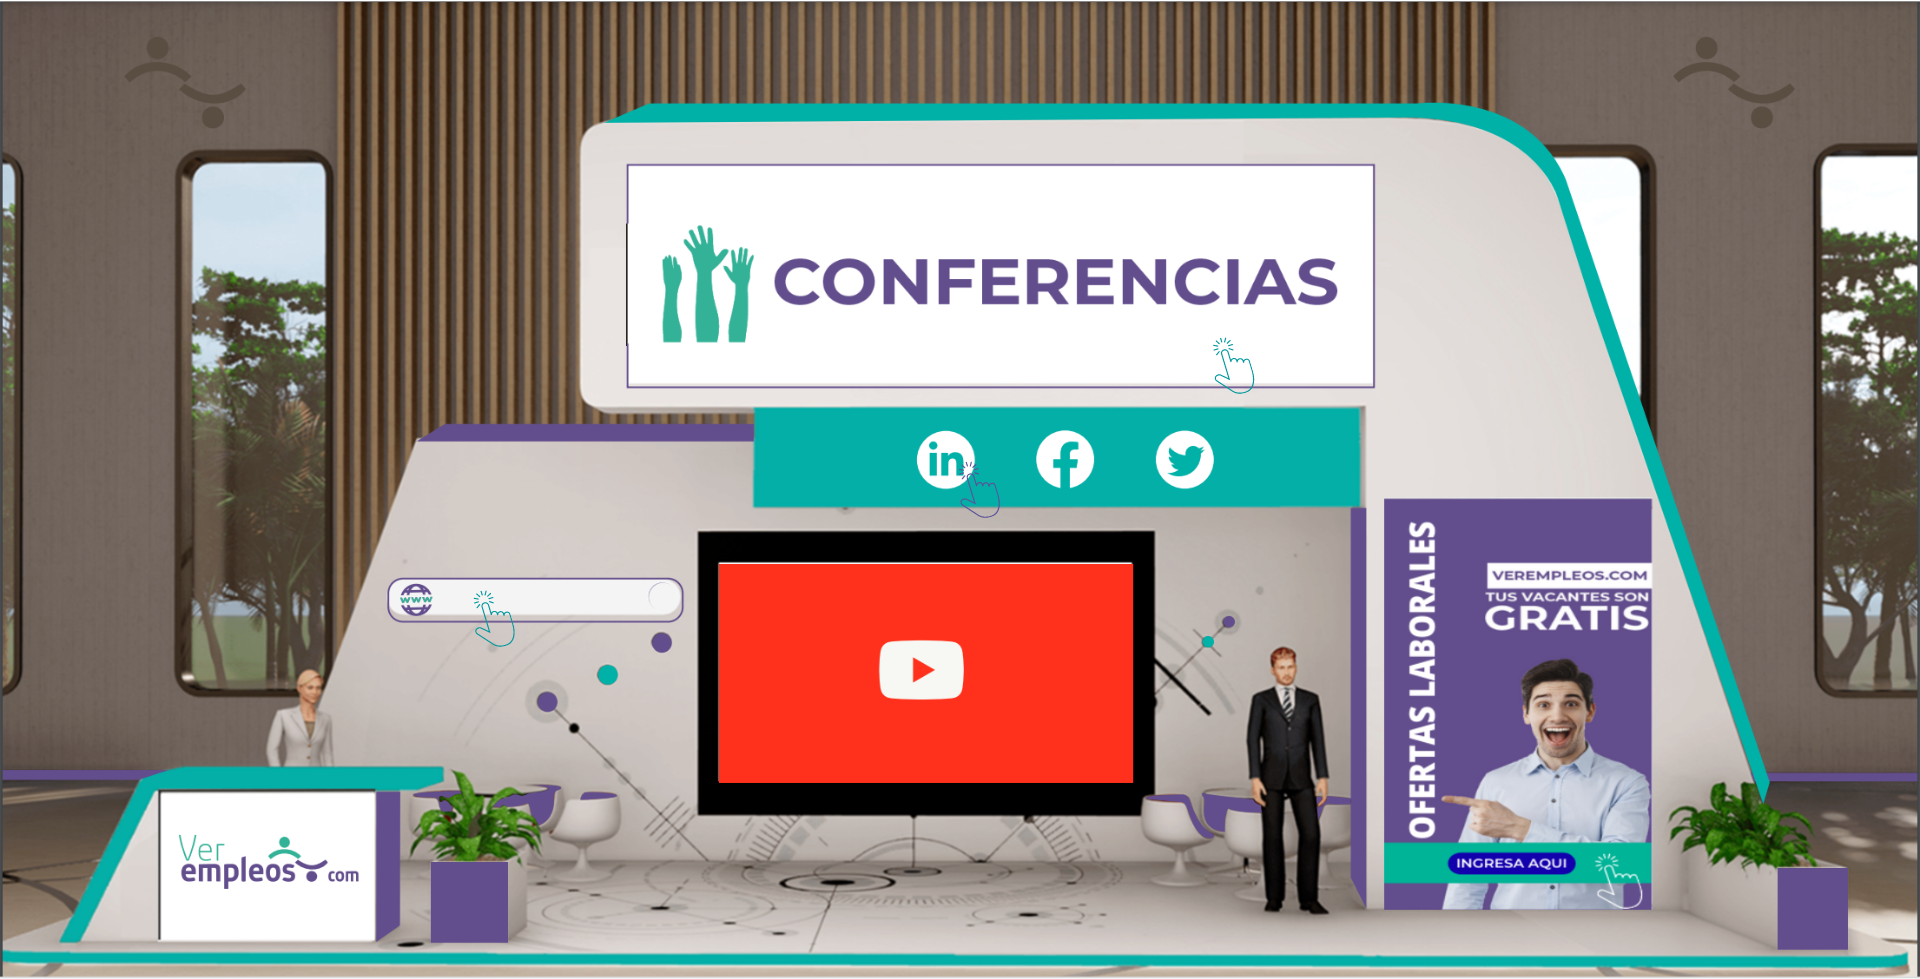 CONFERENCIAS
in
f
www
OFERTAS LABORALES
VEREMPLEOS.COM
TUS VACANTES SON
GRATIS
INGRESA AQUI
Ver
empleos com